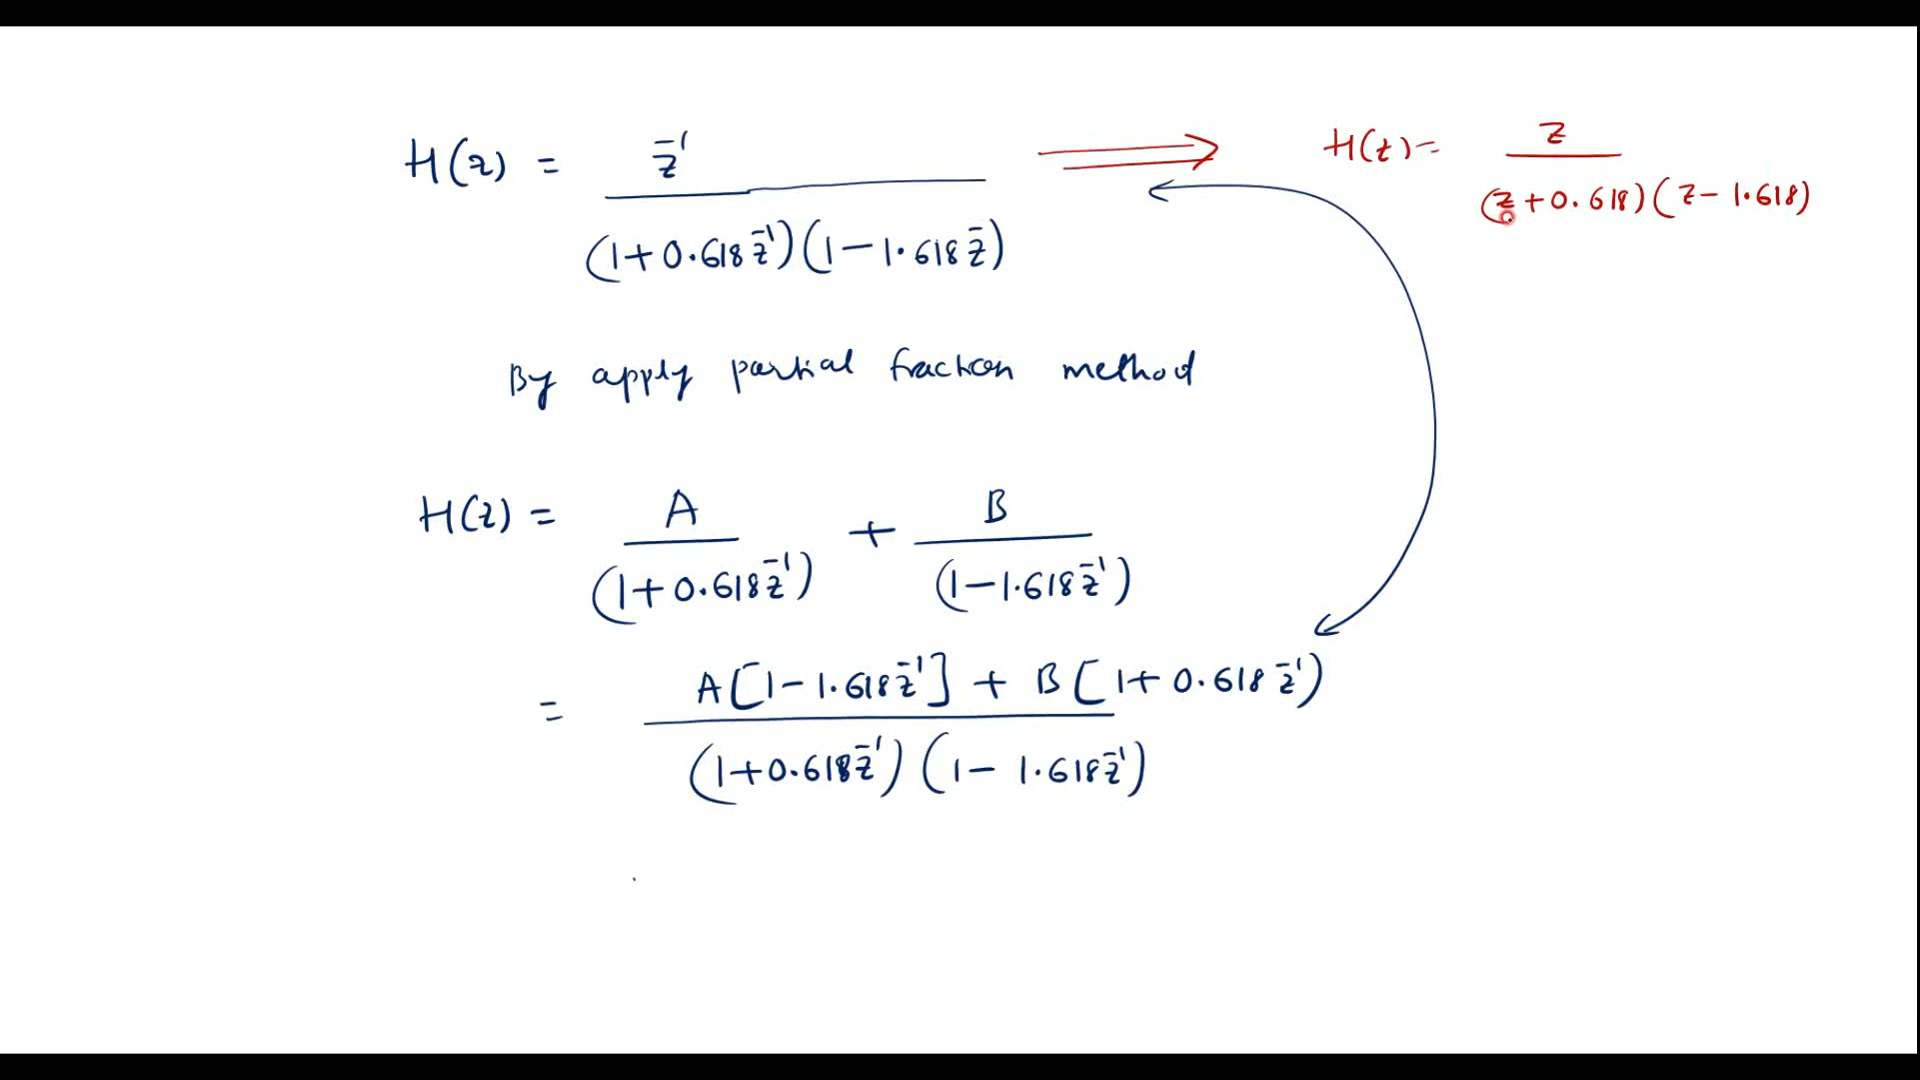 H(z) = z⁻¹ / (1+0.618z⁻¹)(1-1.618z⁻) ⟹ H(z) = z / (z+0.618)(z-1.618)
By apply partial fraction method
H(z) = A / (1+0.618z⁻¹) + B / (1-1.618z⁻¹)
= A[1-1.618z⁻¹] + B[1+0.618z⁻¹) / (1+0.618z⁻¹)(1-1.618z⁻¹)